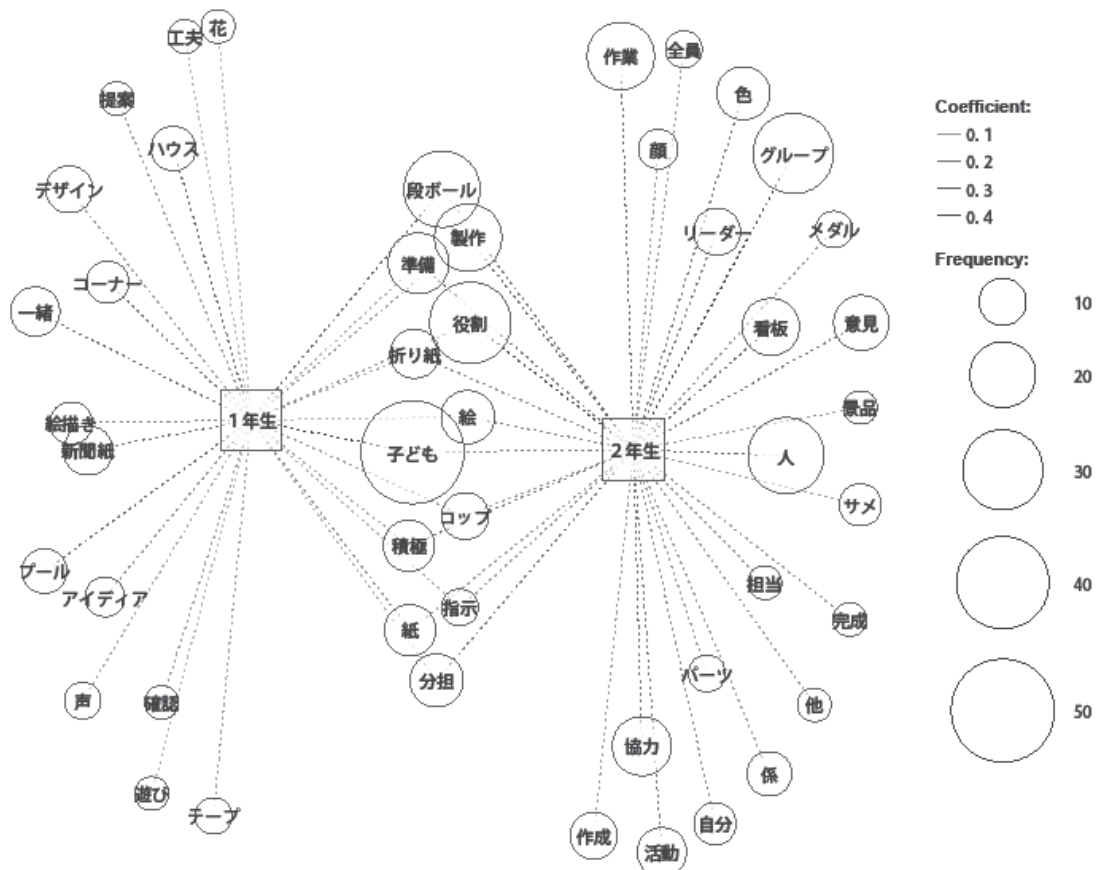 工夫
花
提案
ハウス
デザイン
コーナー
一緒
絵描き
新聞紙
プール
アイディア
声
確認
遊び
テープ
1年生
段ボール
製作
準備
役割
折り紙
絵
子ども
コップ
積極
指示
紙
分担
2年生
作業
全員
色
顔
グループ
リーダー
メダル
看板
意見
景品
人
サメ
担当
完成
パーツ
他
協力
係
作成
活動
自分
Coefficient:
0. 1
0. 2
0. 3
0. 4
Frequency:
10
20
30
40
50